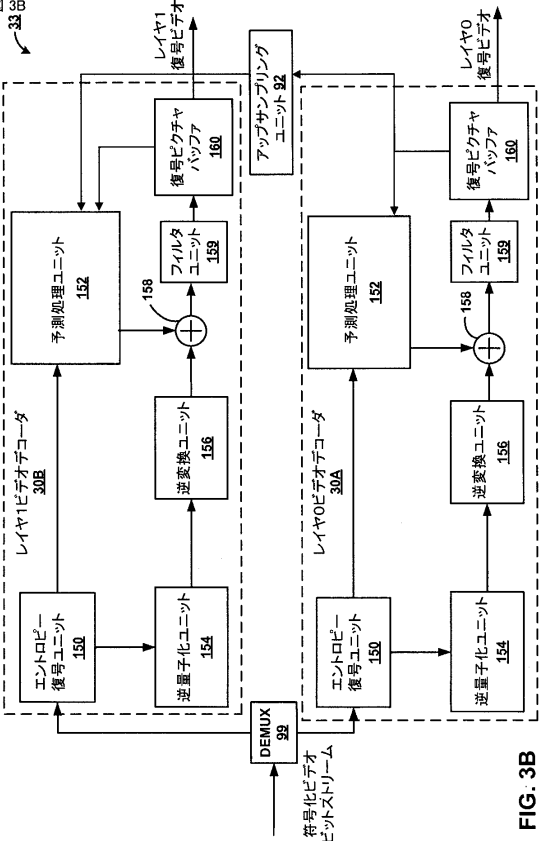 図 3B
33
レイヤ1
復号ビデオ
レイヤ0
復号ビデオ
アップサンプリング
ユニット 92
復号ピクチャ
バッファ
160
復号ピクチャ
バッファ
160
予測処理ユニット
152
フィルタ
ユニット
159
予測処理ユニット
152
フィルタ
ユニット
159
158
158
レイヤ1ビデオデコーダ
30B
逆変換ユニット
156
レイヤ0ビデオデコーダ
30A
逆変換ユニット
156
エントロピー
復号ユニット
150
逆量子化ユニット
154
エントロピー
復号ユニット
150
逆量子化ユニット
154
DEMUX
99
符号化ビデオ
ビットストリーム
FIG. 3B